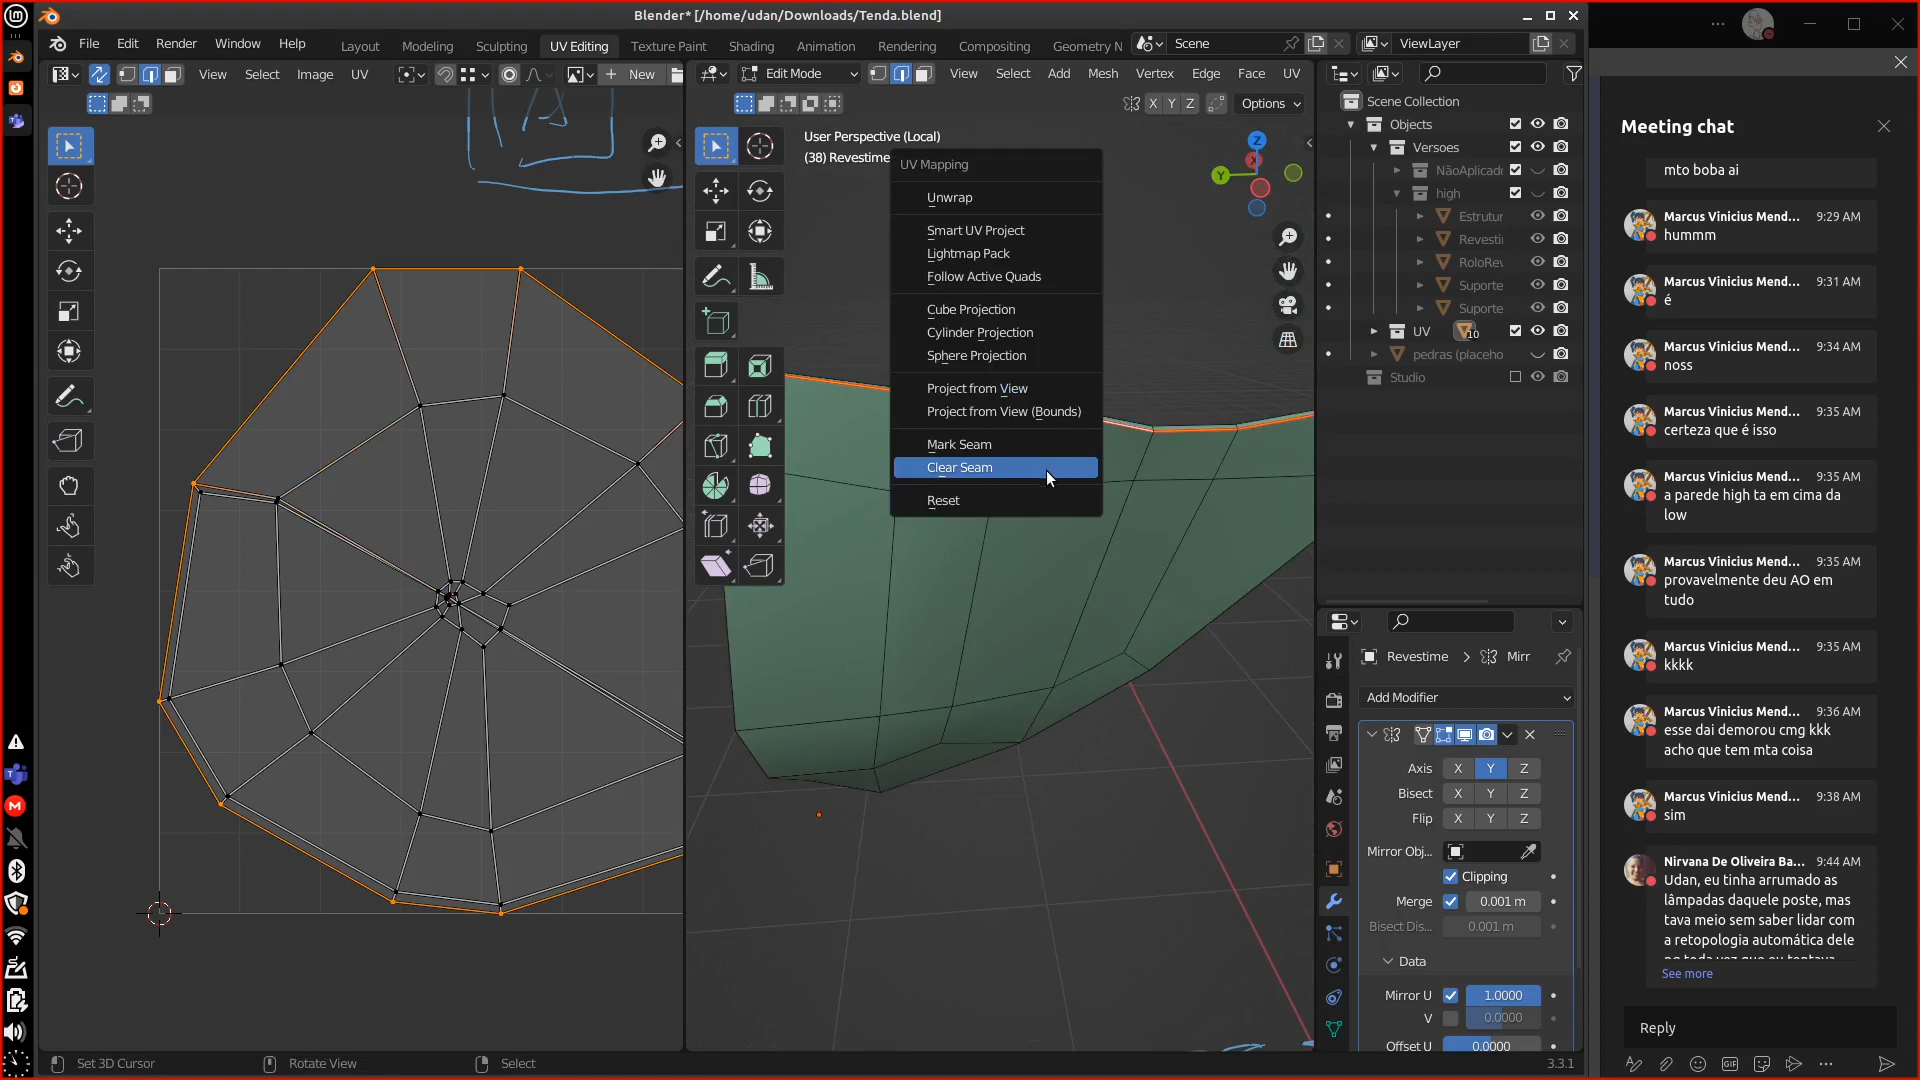 Blender* [/home/udan/Downloads/Tenda.blend]
File Edit Render Window Help
Layout Modeling Sculpting UV Editing Texture Paint Shading Animation Rendering Compositing Geometry N
Scene
ViewLayer
View Select Image UV
New
Edit Mode
View Select Add Mesh Vertex Edge Face UV
X Y Z
Options
User Perspective (Local)
(38) Revestime
UV Mapping
Unwrap
Smart UV Project
Lightmap Pack
Follow Active Quads
Cube Projection
Cylinder Projection
Sphere Projection
Project from View
Project from View (Bounds)
Mark Seam
Clear Seam
Reset
Z
X
Y
Scene Collection
Objects
Versoes
NãoAplicado
high
Estrutur
Revesti
RoloRev
Suporte
Suporte
UV 10
pedras (placeho
Studio
Revestime > Mirr
Add Modifier
Axis X Y Z
Bisect X Y Z
Flip X Y Z
Mirror Obj...
Clipping
Merge 0.001 m
Bisect Dis... 0.001 m
Data
Mirror U 1.0000
V 0.0000
Offset U 0.0000
Set 3D Cursor
Rotate View
Select
3.3.1
Meeting chat
mto boba ai
Marcus Vinicius Mend... 9:29 AM
hummm
Marcus Vinicius Mend... 9:31 AM
é
Marcus Vinicius Mend... 9:34 AM
noss
Marcus Vinicius Mend... 9:35 AM
certeza que é isso
Marcus Vinicius Mend... 9:35 AM
a parede high ta em cima da
low
Marcus Vinicius Mend... 9:35 AM
provavelmente deu AO em
tudo
Marcus Vinicius Mend... 9:35 AM
kkkk
Marcus Vinicius Mend... 9:36 AM
esse dai demorou cmg kkk
acho que tem mta coisa
Marcus Vinicius Mend... 9:38 AM
sim
Nirvana De Oliveira Ba... 9:44 AM
Udan, eu tinha arrumado as
lâmpadas daquele poste, mas
tava meio sem saber lidar com
a retopologia automática dele
See more
Reply
GIF